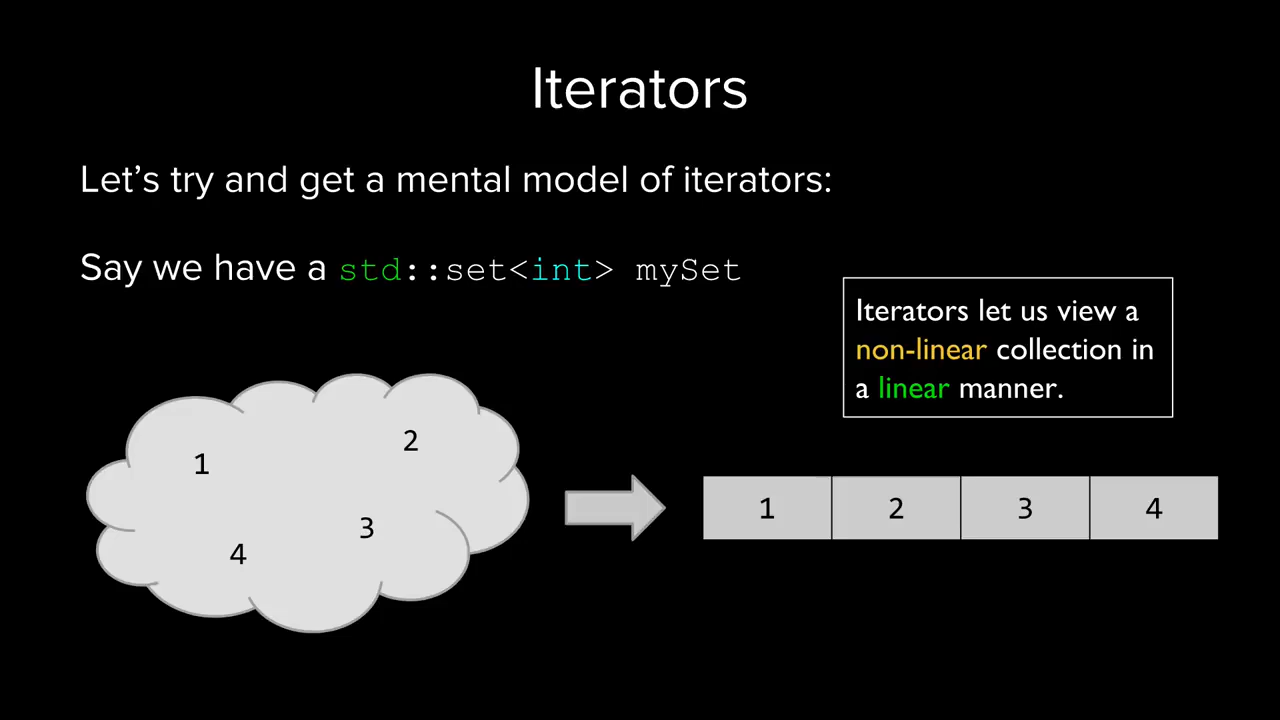 Iterators
Let’s try and get a mental model of iterators:
Say we have a std::set<int> mySet
Iterators let us view a
non-linear collection in
a linear manner.
1
2
3
4
1 2 3 4